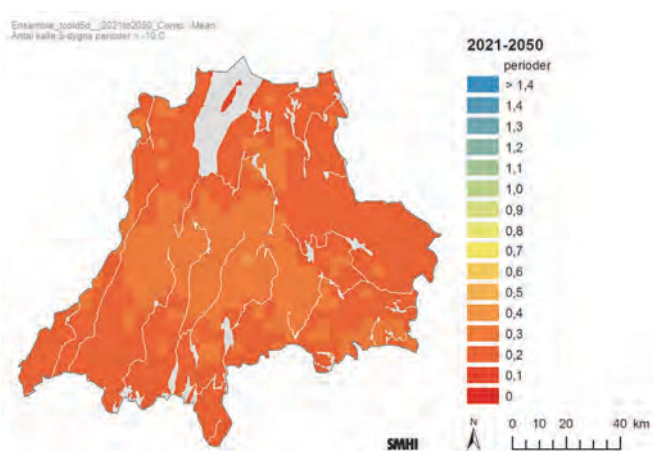 Ensemble_tcold5d__2021to2050_Comp. :Mean
Antal kalla 5-dygns perioder < -10 C
2021-2050
perioder
> 1,4
1,4
1,3
1,2
1,1
1,0
0,9
0,8
0,7
0,6
0,5
0,4
0,3
0,2
0,1
0
SMHI
N
0 10 20 40 km